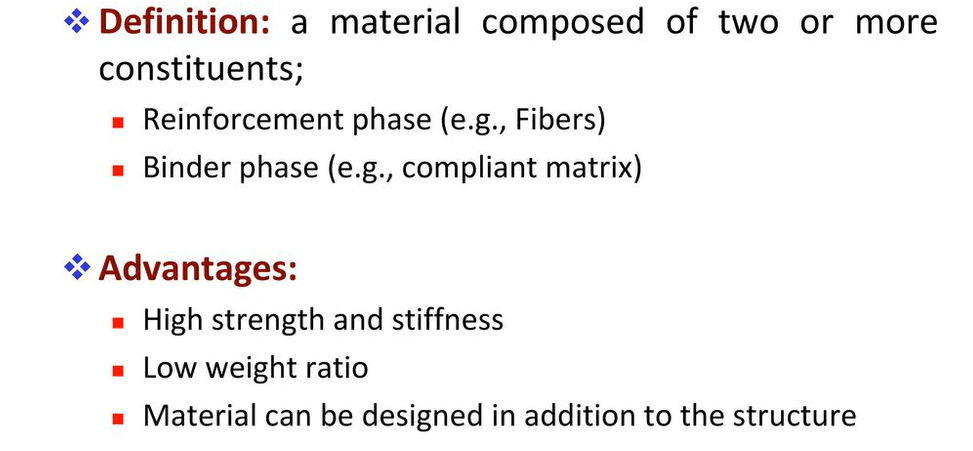 Definition: a material composed of two or more
constituents;
Reinforcement phase (e.g., Fibers)
Binder phase (e.g., compliant matrix)
Advantages:
High strength and stiffness
Low weight ratio
Material can be designed in addition to the structure